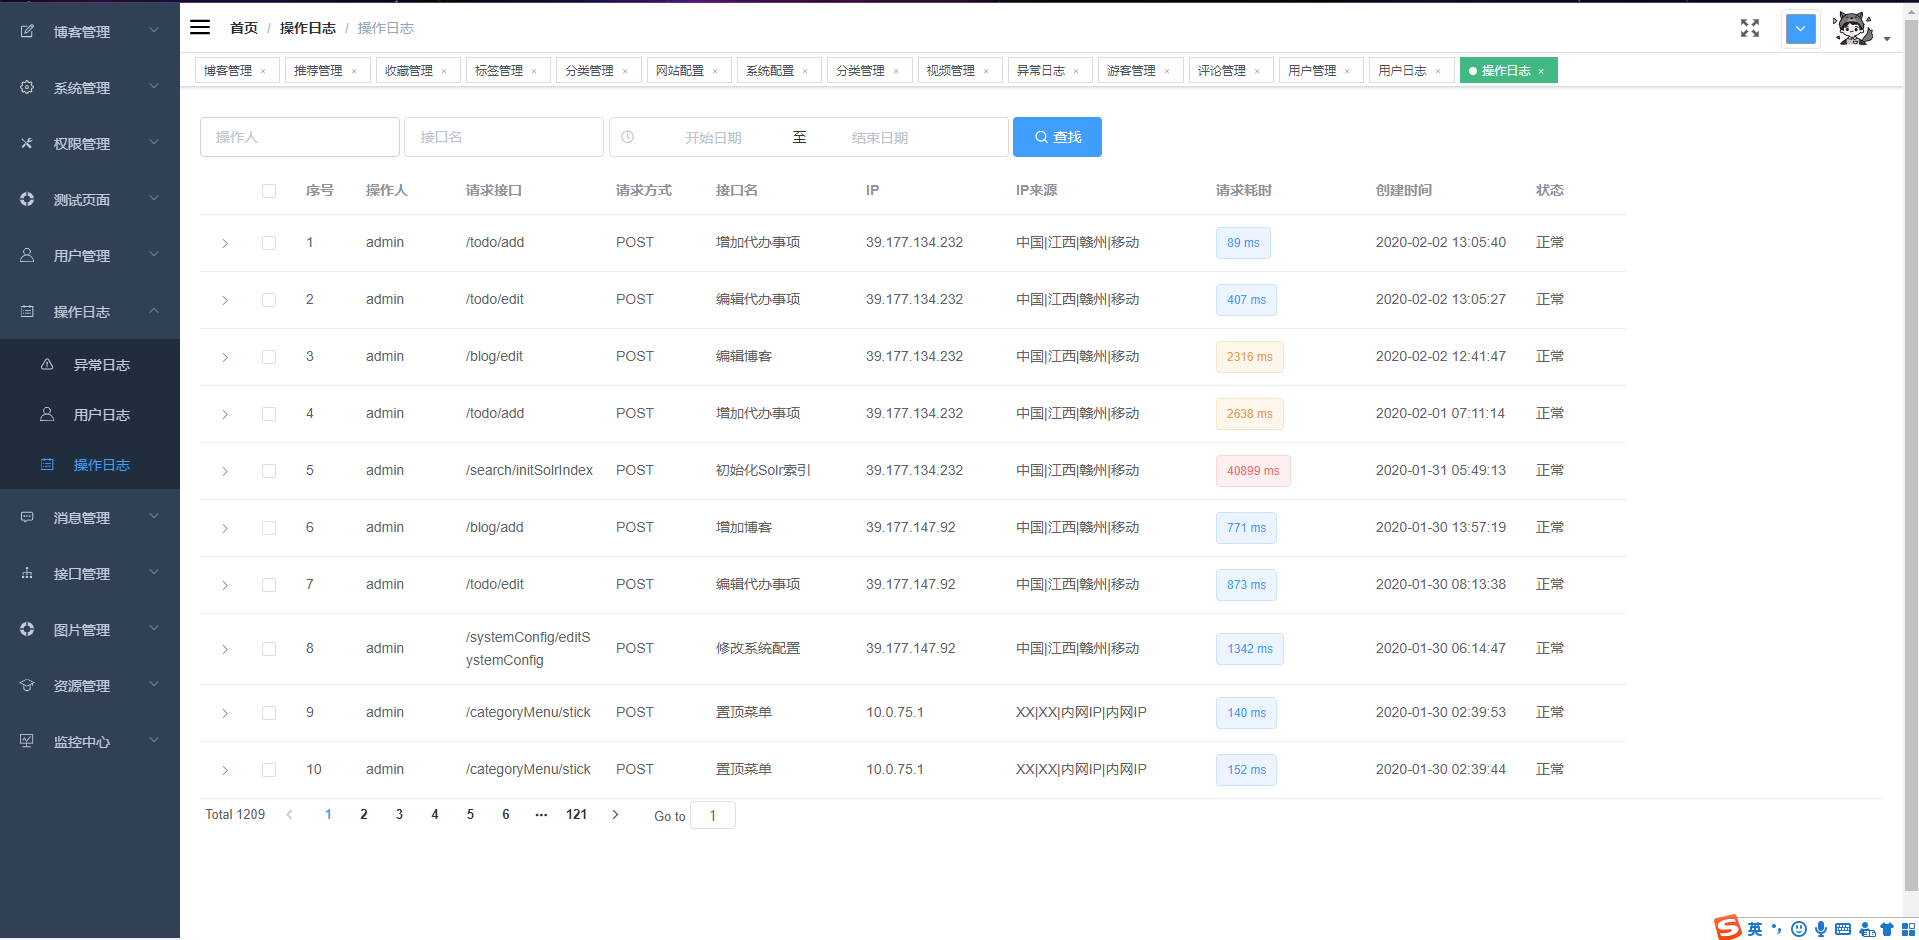 博客管理
系统管理
权限管理
测试页面
用户管理
操作日志
异常日志
用户日志
操作日志
消息管理
接口管理
图片管理
资源管理
监控中心
首页 / 操作日志 / 操作日志
博客管理 × 推荐管理 × 收藏管理 × 标签管理 × 分类管理 × 网站配置 × 系统配置 × 分类管理 × 视频管理 × 异常日志 × 游客管理 × 评论管理 × 用户管理 × 用户日志 × 操作日志 ×
操作人 接口名 开始日期 至 结束日期 查找
序号 操作人 请求接口 请求方式 接口名 IP IP来源 请求耗时 创建时间 状态
1 admin /todo/add POST 增加代办事项 39.177.134.232 中国|江西|赣州|移动 89 ms 2020-02-02 13:05:40 正常
2 admin /todo/edit POST 编辑代办事项 39.177.134.232 中国|江西|赣州|移动 407 ms 2020-02-02 13:05:27 正常
3 admin /blog/edit POST 编辑博客 39.177.134.232 中国|江西|赣州|移动 2316 ms 2020-02-02 12:41:47 正常
4 admin /todo/add POST 增加代办事项 39.177.134.232 中国|江西|赣州|移动 2638 ms 2020-02-01 07:11:14 正常
5 admin /search/initSolrIndex POST 初始化Solr索引 39.177.134.232 中国|江西|赣州|移动 40899 ms 2020-01-31 05:49:13 正常
6 admin /blog/add POST 增加博客 39.177.147.92 中国|江西|赣州|移动 771 ms 2020-01-30 13:57:19 正常
7 admin /todo/edit POST 编辑代办事项 39.177.147.92 中国|江西|赣州|移动 873 ms 2020-01-30 08:13:38 正常
8 admin /systemConfig/editS
ystemConfig POST 修改系统配置 39.177.147.92 中国|江西|赣州|移动 1342 ms 2020-01-30 06:14:47 正常
9 admin /categoryMenu/stick POST 置顶菜单 10.0.75.1 XX|XX|内网IP|内网IP 140 ms 2020-01-30 02:39:53 正常
10 admin /categoryMenu/stick POST 置顶菜单 10.0.75.1 XX|XX|内网IP|内网IP 152 ms 2020-01-30 02:39:44 正常
Total 1209 1 2 3 4 5 6 ··· 121 Go to 1
S 英